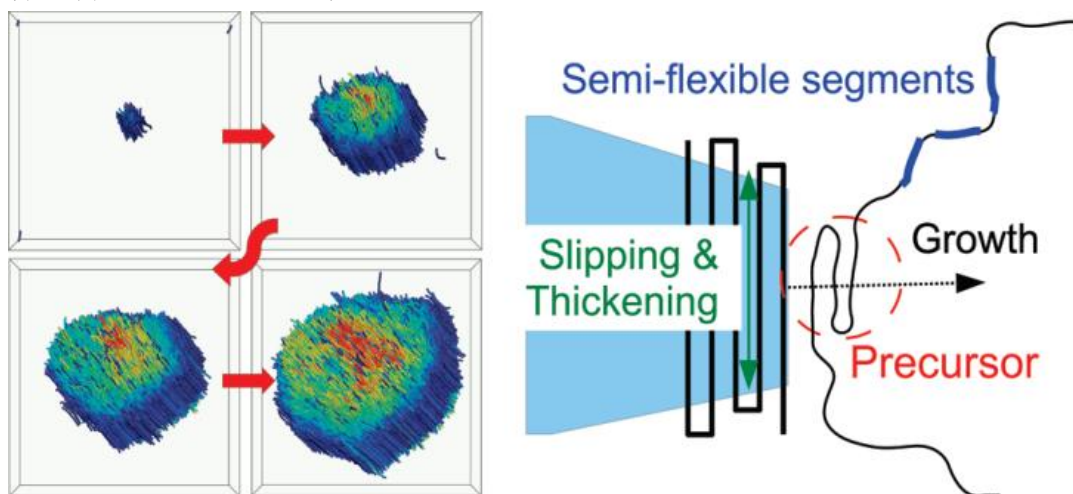 Semi-flexible segments
Slipping &
Thickening
Growth
Precursor